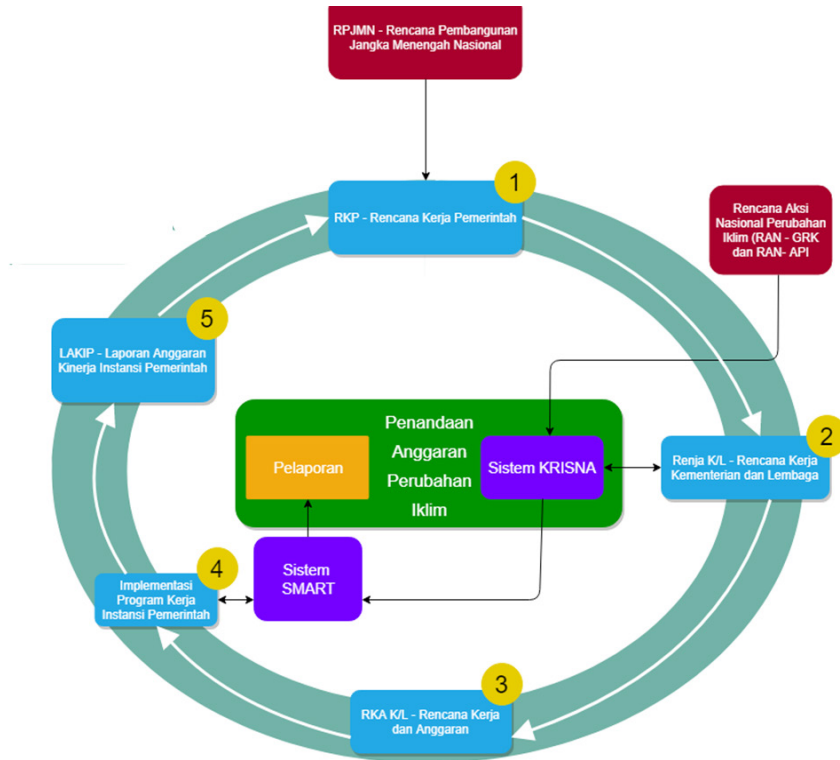 RPJMN - Rencana Pembangunan
Jangka Menengah Nasional
1
RKP - Rencana Kerja Pemerintah
Rencana Aksi
Nasional Perubahan
Iklim (RAN - GRK
dan RAN- API
5
LAKIP - Laporan Anggaran
Kinerja Instansi Pemerintah
2
Renja K/L - Rencana Kerja
Kementerian dan Lembaga
Penandaan
Anggaran
Perubahan
Iklim
Pelaporan
Sistem KRISNA
Sistem
SMART
4
Implementasi
Program Kerja
Instansi Pemerintah
3
RKA K/L - Rencana Kerja
dan Anggaran